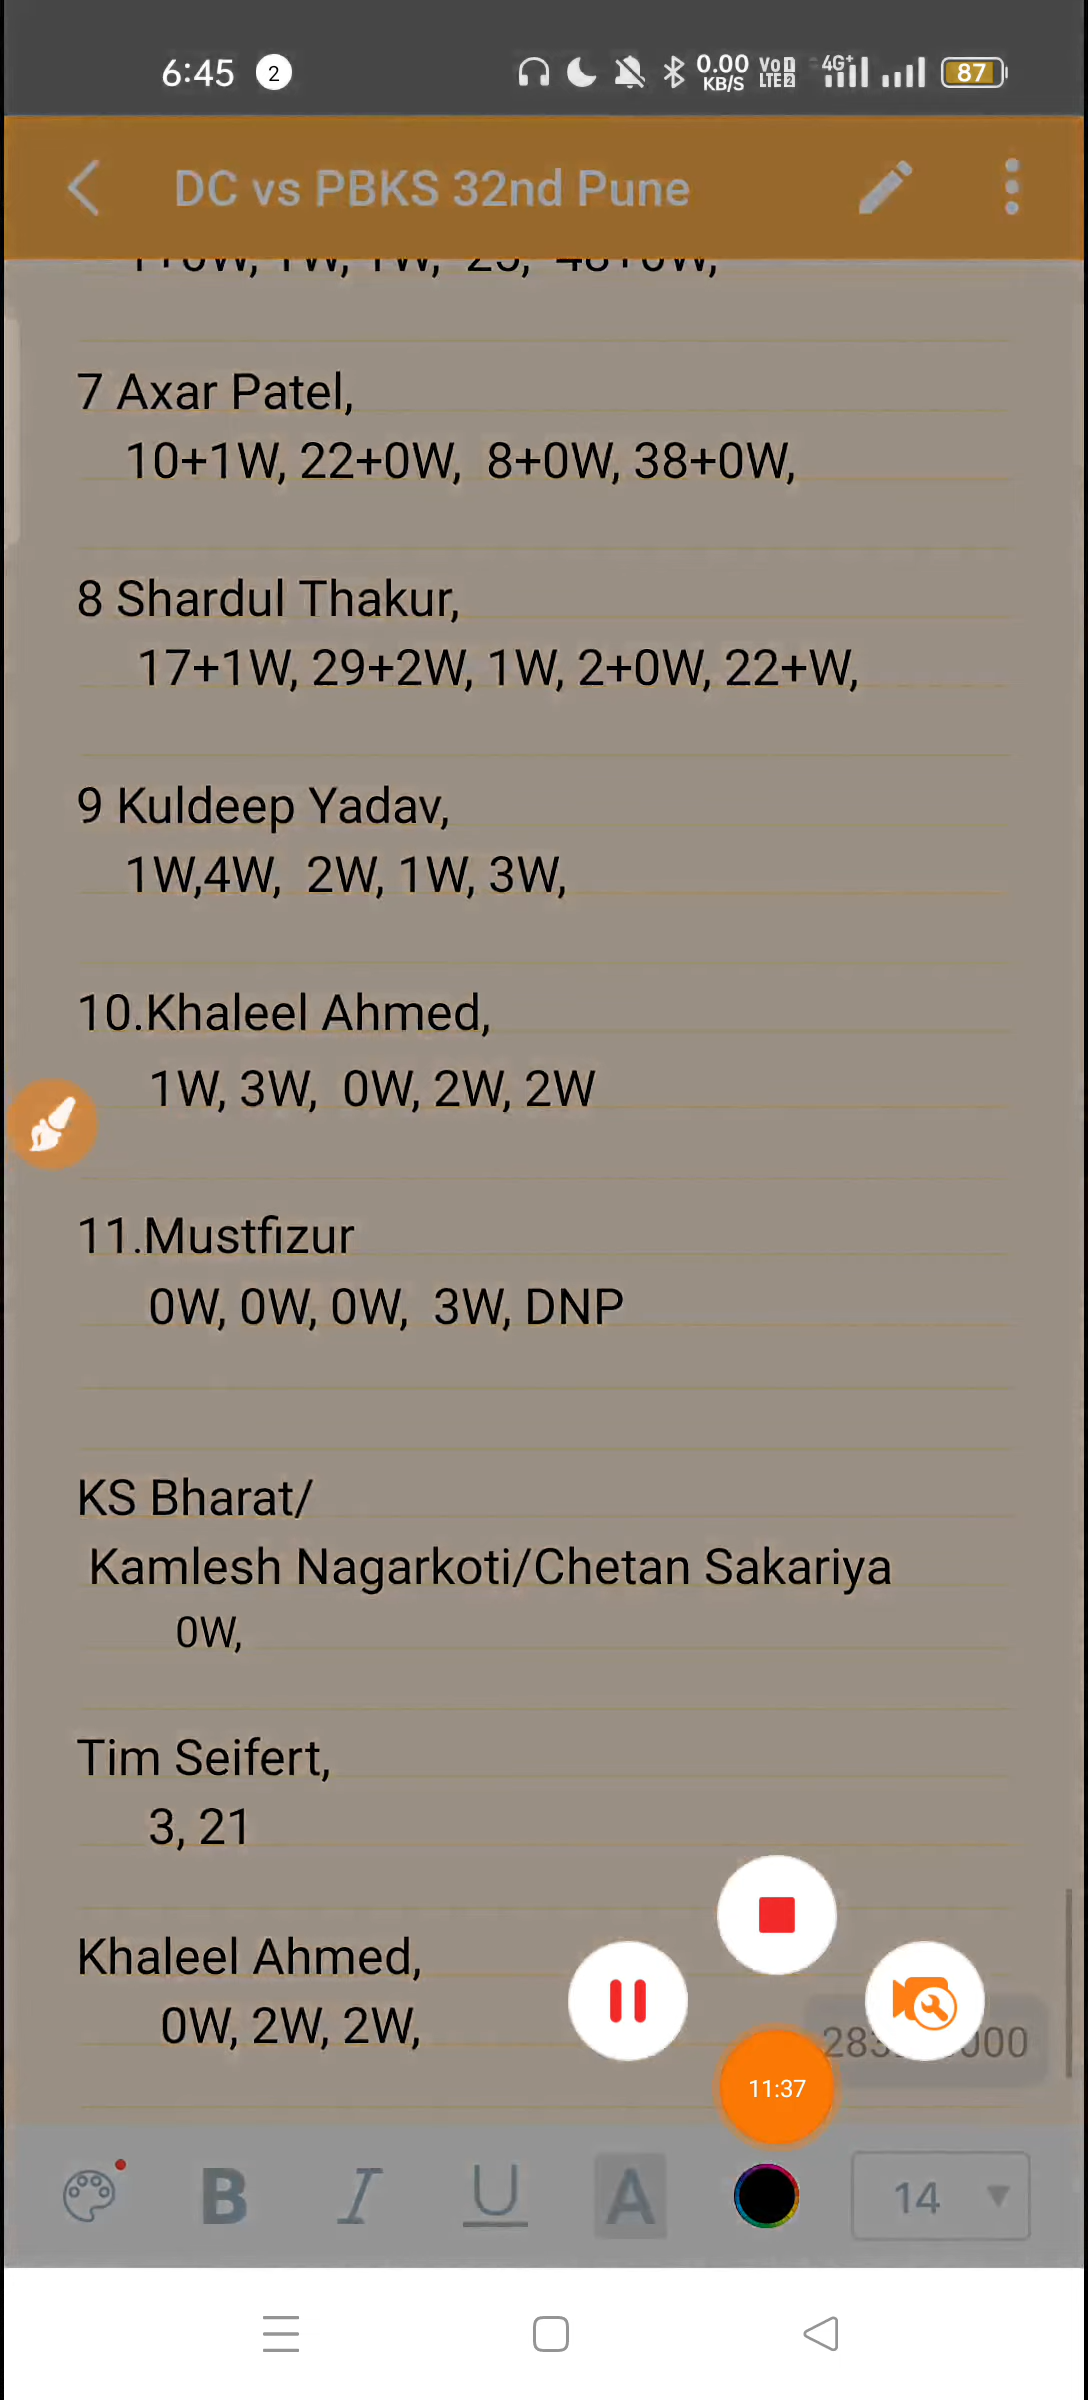 6:45 2 0.00 KB/S Vo LTE 2 4G+ 87
DC vs PBKS 32nd Pune
7 Axar Patel,
10+1W, 22+0W, 8+0W, 38+0W,
8 Shardul Thakur,
17+1W, 29+2W, 1W, 2+0W, 22+W,
9 Kuldeep Yadav,
1W,4W, 2W, 1W, 3W,
10.Khaleel Ahmed,
1W, 3W, 0W, 2W, 2W
11.Mustfizur
0W, 0W, 0W, 3W, DNP
KS Bharat/
Kamlesh Nagarkoti/Chetan Sakariya
0W,
Tim Seifert,
3, 21
Khaleel Ahmed,
0W, 2W, 2W,
11:37
B I U A 14